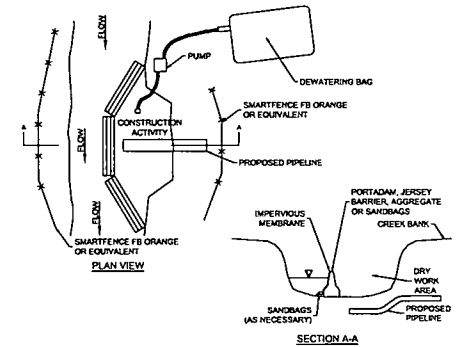 FLOW
PUMP
DEWATERING BAG
SMARTFENCE FB ORANGE
OR EQUIVALENT
CONSTRUCTION
ACTIVITY
A
A
FLOW
PROPOSED PIPELINE
FLOW
SMARTFENCE FB ORANGE
OR EQUIVALENT
PLAN VIEW
PORTADAM, JERSEY
BARRIER, AGGREGATE
OR SANDBAGS
IMPERVIOUS
MEMBRANE
CREEK BANK
DRY
WORK
AREA
SANDBAGS
(AS NECESSARY)
PROPOSED
PIPELINE
SECTION A-A